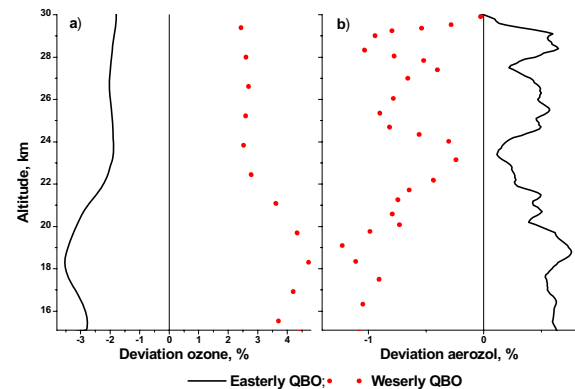 a)
b)
30
28
26
24
22
20
18
16
Altitude, km
-3 -2 -1 0 1 2 3 4
-1 0
Deviation ozone, %
Deviation aerozol, %
Easterly QBO; Weserly QBO